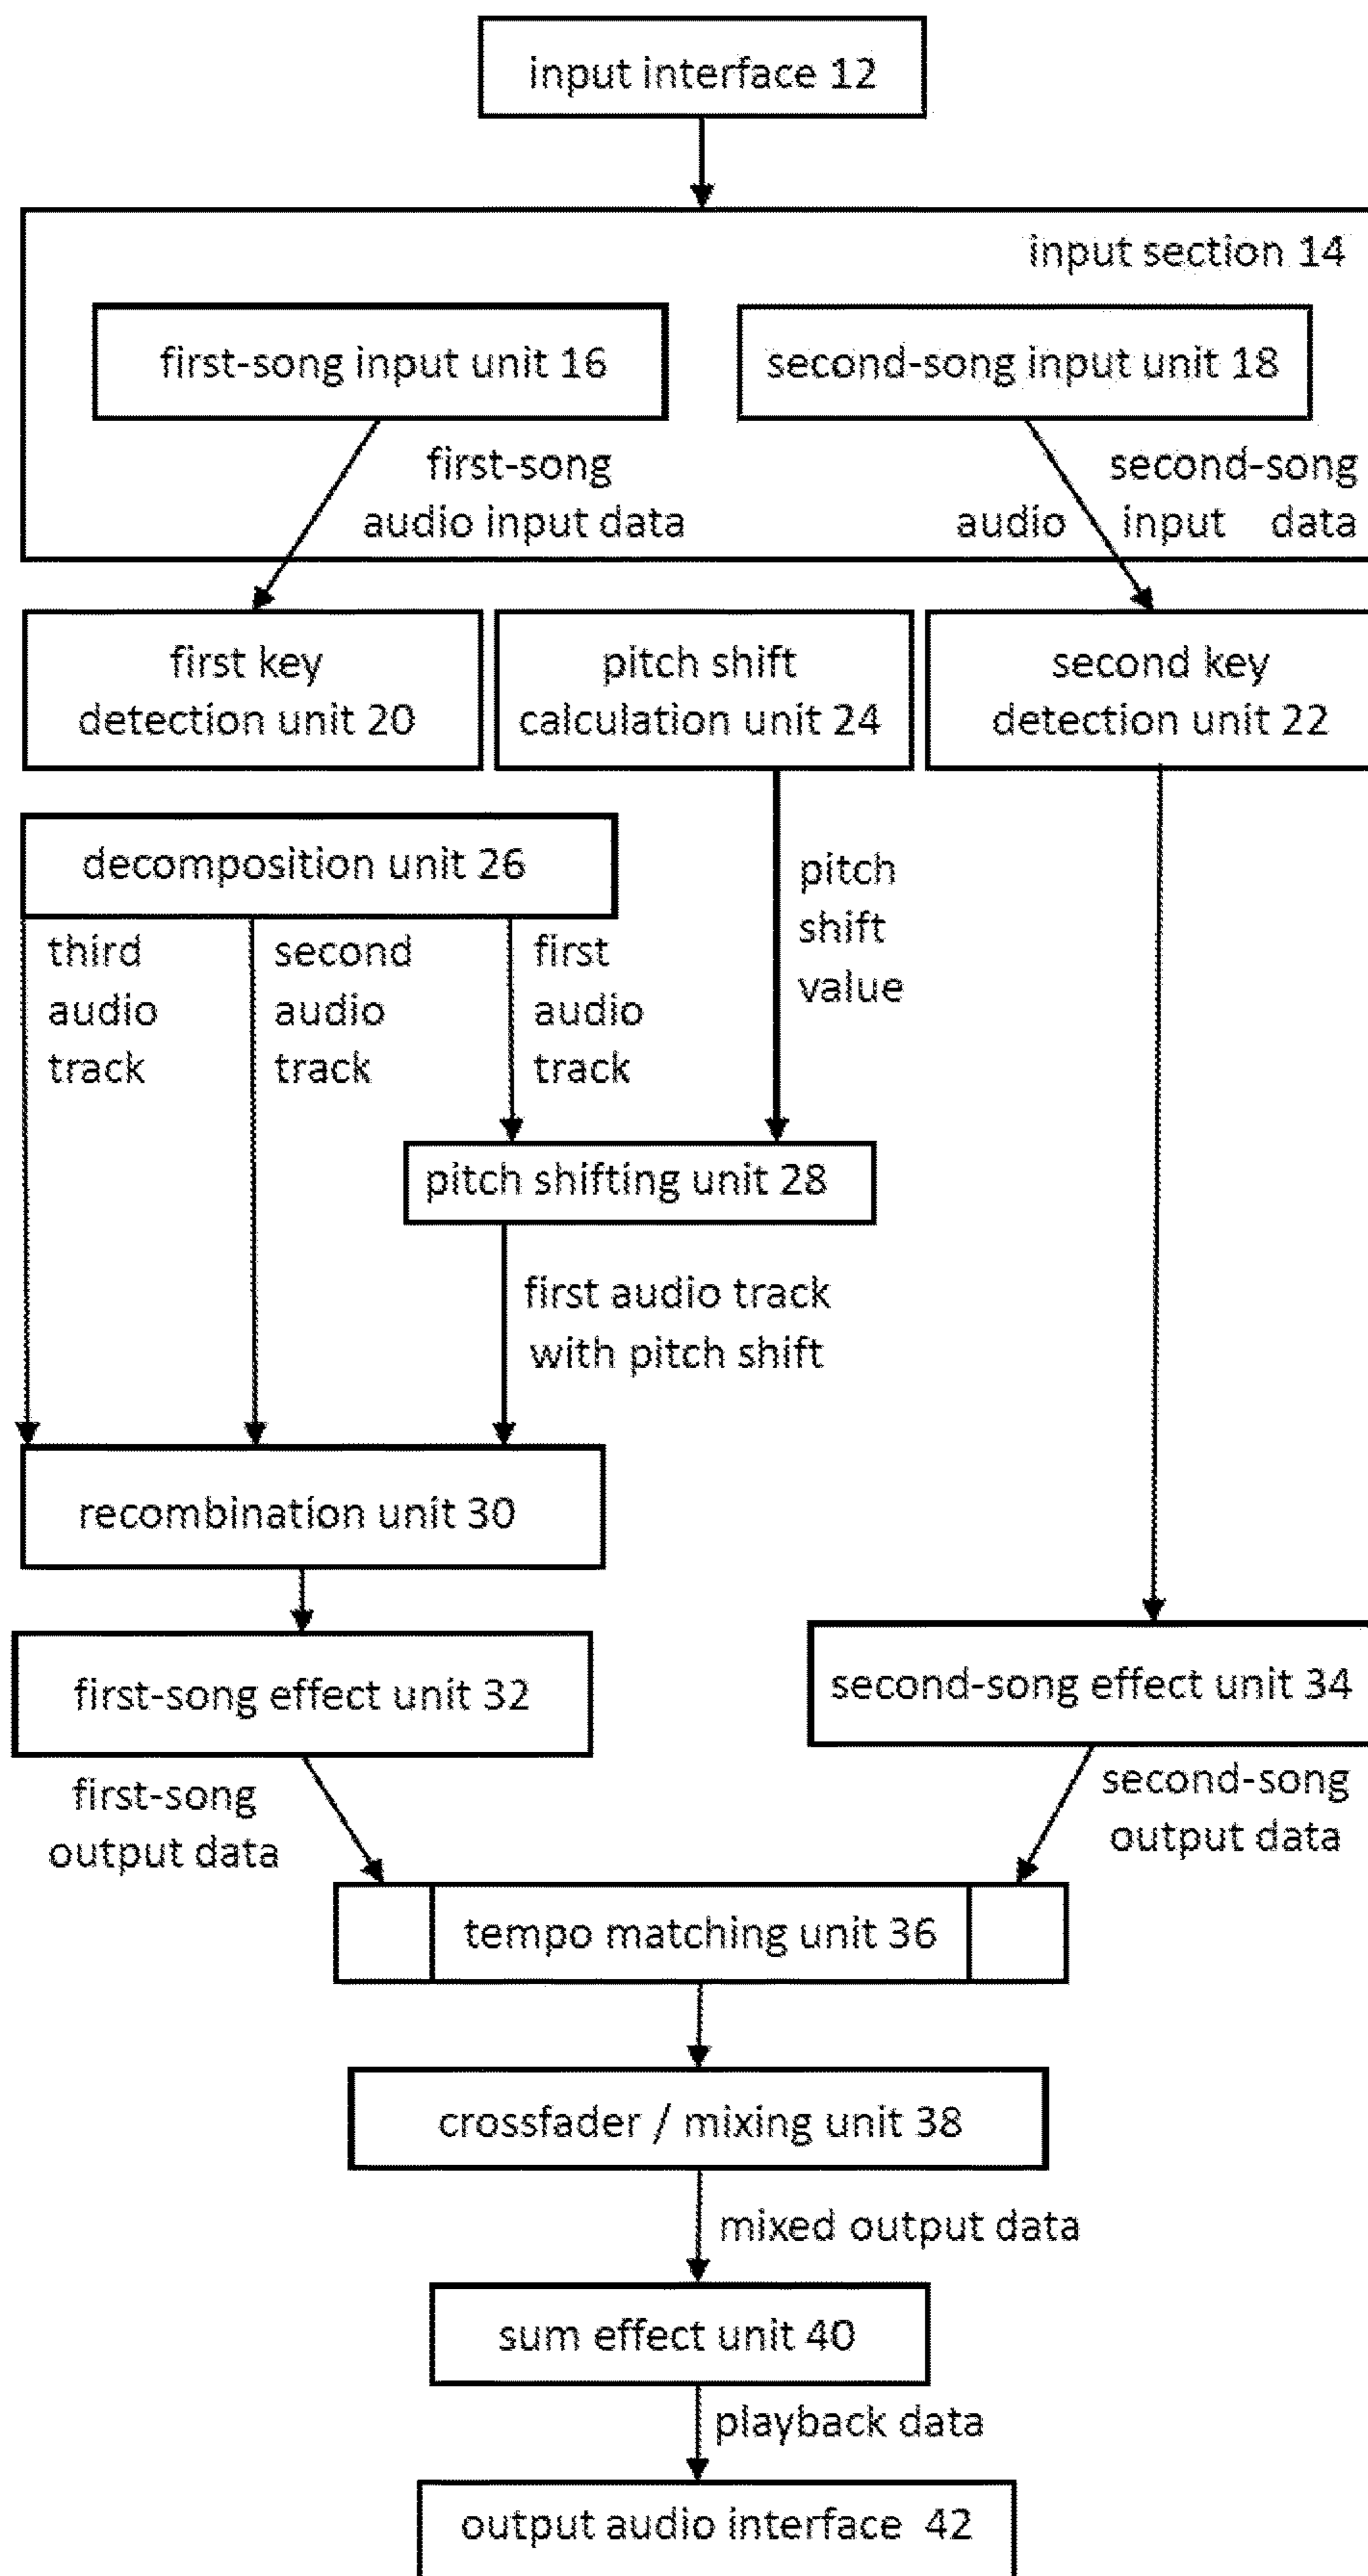 input interface 12
input section 14
first-song input unit 16
second-song input unit 18
first-song
audio input data
second-song
audio input data
first key
detection unit 20
pitch shift
calculation unit 24
second key
detection unit 22
decomposition unit 26
third
audio
track
second
audio
track
first
audio
track
pitch
shift
value
pitch shifting unit 28
first audio track
with pitch shift
recombination unit 30
first-song effect unit 32
second-song effect unit 34
first-song
output data
second-song
output data
tempo matching unit 36
crossfader / mixing unit 38
mixed output data
sum effect unit 40
playback data
output audio interface 42